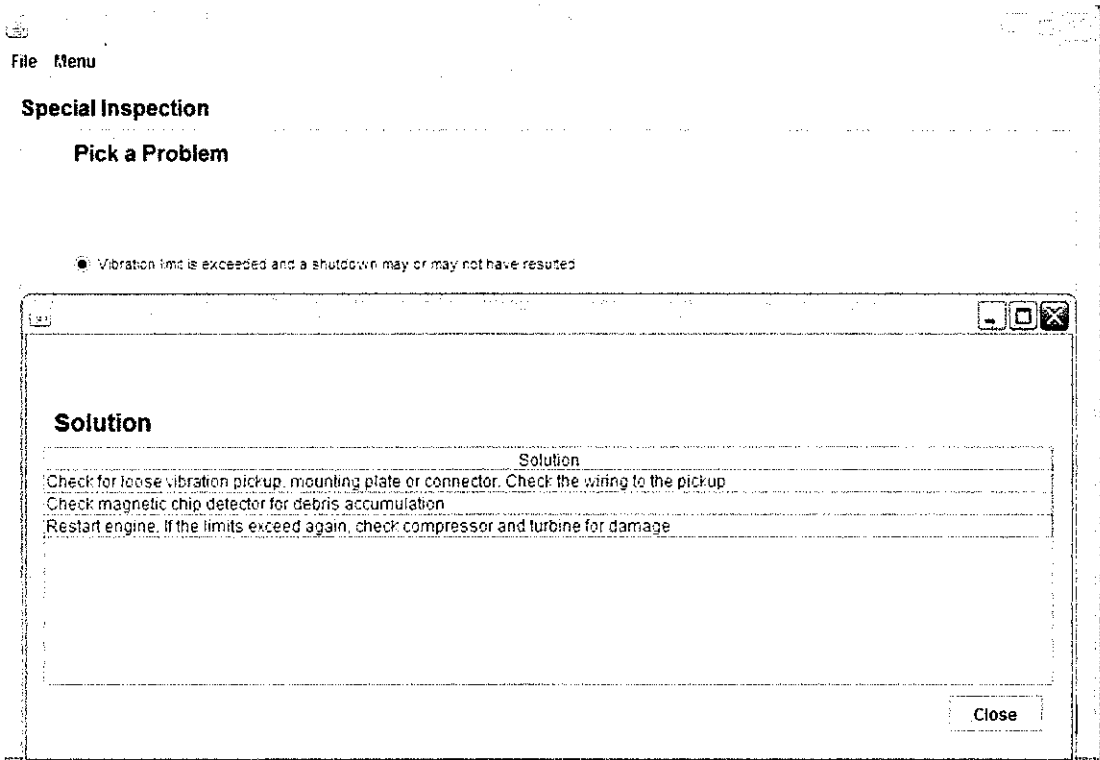 File Menu
Special Inspection
Pick a Problem
Vibration limit is exceeded and a shutdown may or may not have resulted
Solution
Solution
Check for loose vibration pickup, mounting plate or connector. Check the wiring to the pickup
Check magnetic chip detector for debris accumulation
Restart engine. If the limits exceed again, check compressor and turbine for damage
Close